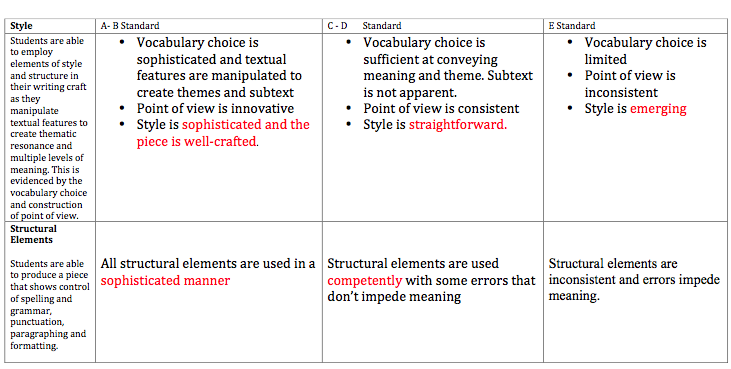 Style
A- B Standard
C - D Standard
E Standard
Students are able
to employ
elements of style
and structure in
their writing craft
as they
manipulate
textual features to
create thematic
resonance and
multiple levels of
meaning. This is
evidenced by the
vocabulary choice
and construction
of point of view.
• Vocabulary choice is
sophisticated and textual
features are manipulated to
create themes and subtext
• Point of view is innovative
• Style is sophisticated and the
piece is well-crafted.
• Vocabulary choice is
sufficient at conveying
meaning and theme. Subtext
is not apparent.
• Point of view is consistent
• Style is straightforward.
• Vocabulary choice is
limited
• Point of view is
inconsistent
• Style is emerging
Structural
Elements
Students are able
to produce a piece
that shows control
of spelling and
grammar,
punctuation,
paragraphing and
formatting.
All structural elements are used in a
sophisticated manner
Structural elements are used
competently with some errors that
don't impede meaning
Structural elements are
inconsistent and errors impede
meaning.